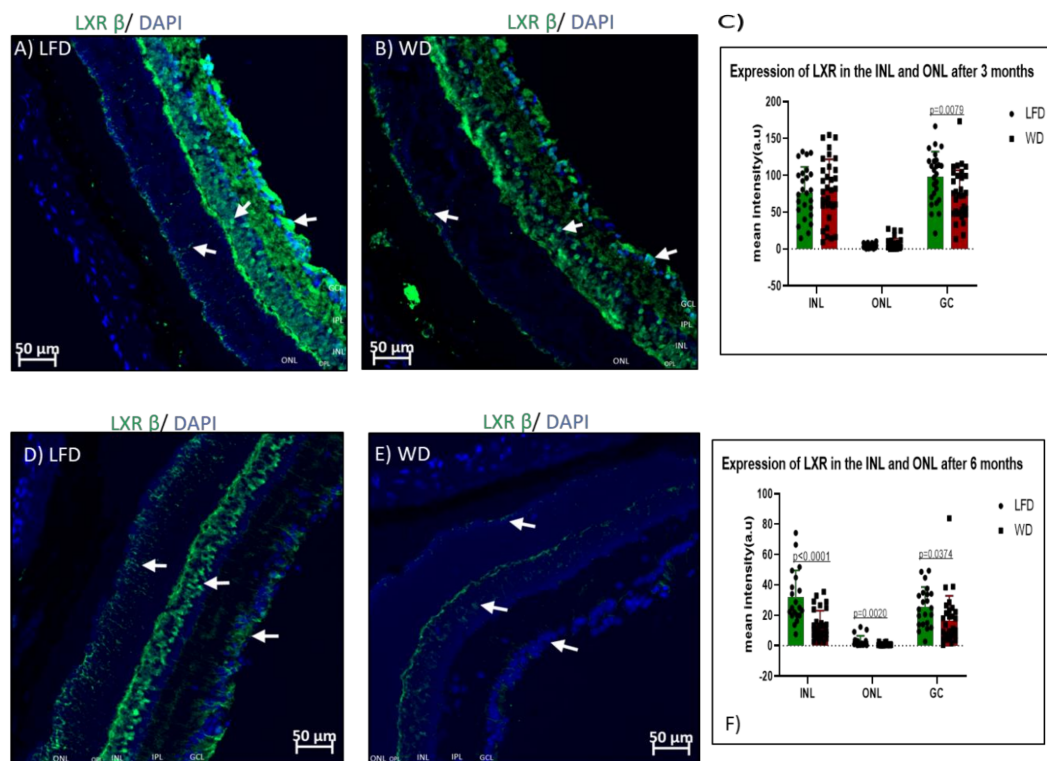 LXR β/ DAPI
A) LFD
GCL
IPL
INL
OPL
ONL
50 μm
LXR β/ DAPI
B) WD
GCL
IPL
INL
OPL
ONL
50 μm
C)
Expression of LXR in the INL and ONL after 3 months
mean intensity(a.u)
200
150
100
50
0
-50
p=0.0079
LFD
WD
INL ONL GC
LXR β/ DAPI
D) LFD
50 μm
ONL OPL INL IPL GCL
LXR β/ DAPI
E) WD
50 μm
ONL OPL INL IPL GCL
Expression of LXR in the INL and ONL after 6 months
mean intensity(a.u)
100
80
60
40
20
0
-20
p<0.0001
p=0.0020
p=0.0374
LFD
WD
INL ONL GC
F)